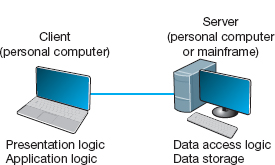 Client
(personal computer)
Server
(personal computer
or mainframe)
Presentation logic
Application logic
Data access logic
Data storage